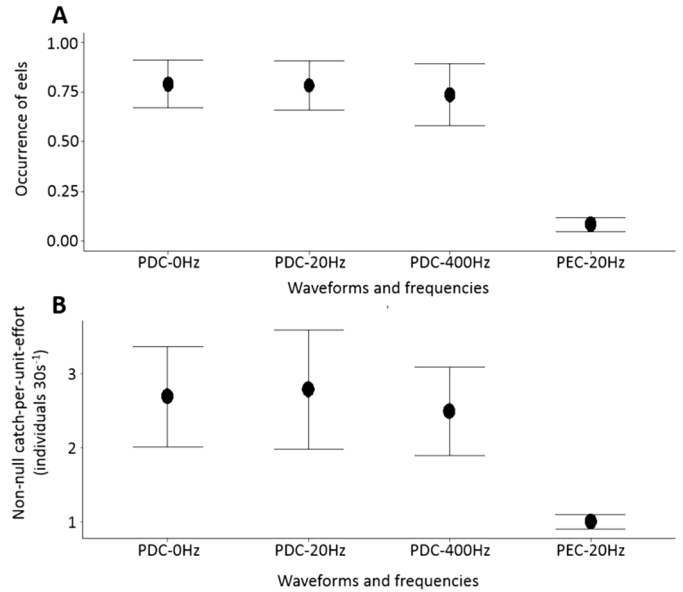 A
Occurrence of eels
1.00
0.75
0.50
0.25
0.00
PDC-0Hz PDC-20Hz PDC-400Hz PEC-20Hz
Waveforms and frequencies
B
Non-null catch-per-unit-effort
(individuals 30s⁻¹)
3
2
1
PDC-0Hz PDC-20Hz PDC-400Hz PEC-20Hz
Waveforms and frequencies